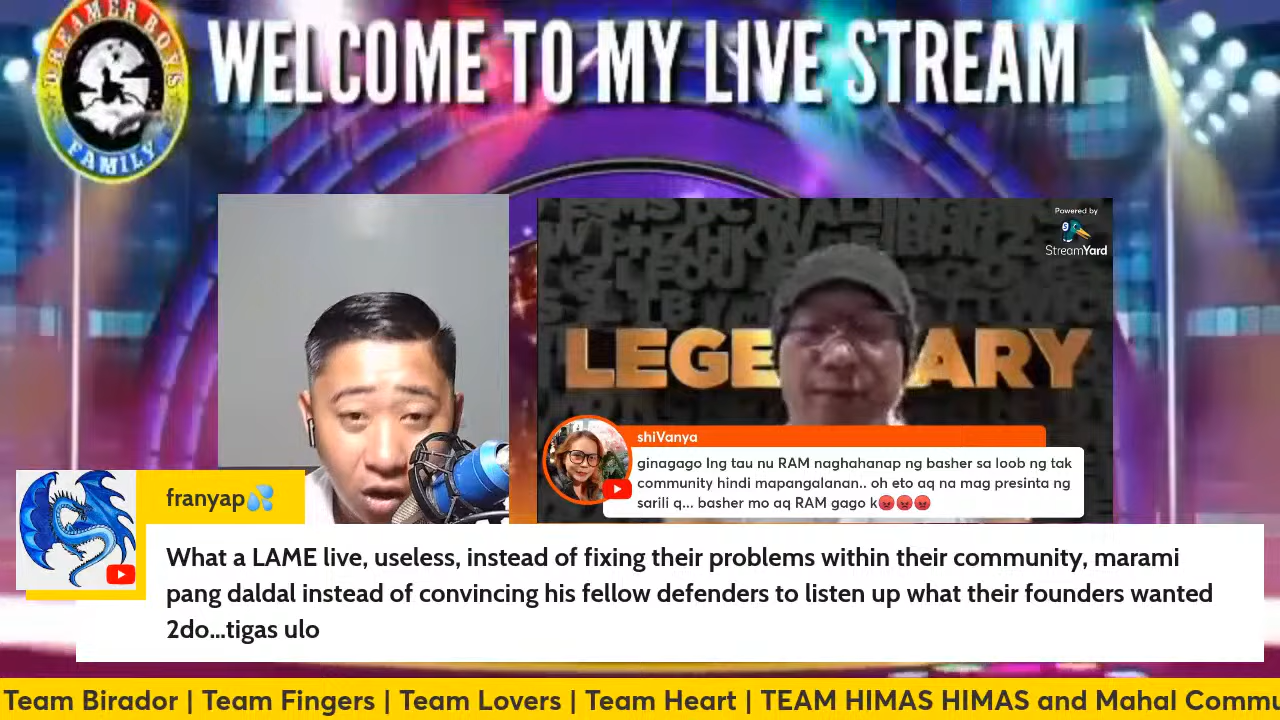 DREAMER BOYS
FAMILY
WELCOME TO MY LIVE STREAM
Powered by
StreamYard
LEGE ARY
shiVanya
ginagago lng tau nu RAM naghahanap ng basher sa loob ng tak
community hindi mapangalanan.. oh eto aq na mag presinta ng
sarili q... basher mo aq RAM gago k😡😡😡
franyap💦
What a LAME live, useless, instead of fixing their problems within their community, marami
pang daldal instead of convincing his fellow defenders to listen up what their founders wanted
2do...tigas ulo
Team Birador | Team Fingers | Team Lovers | Team Heart | TEAM HIMAS HIMAS and Mahal Commu